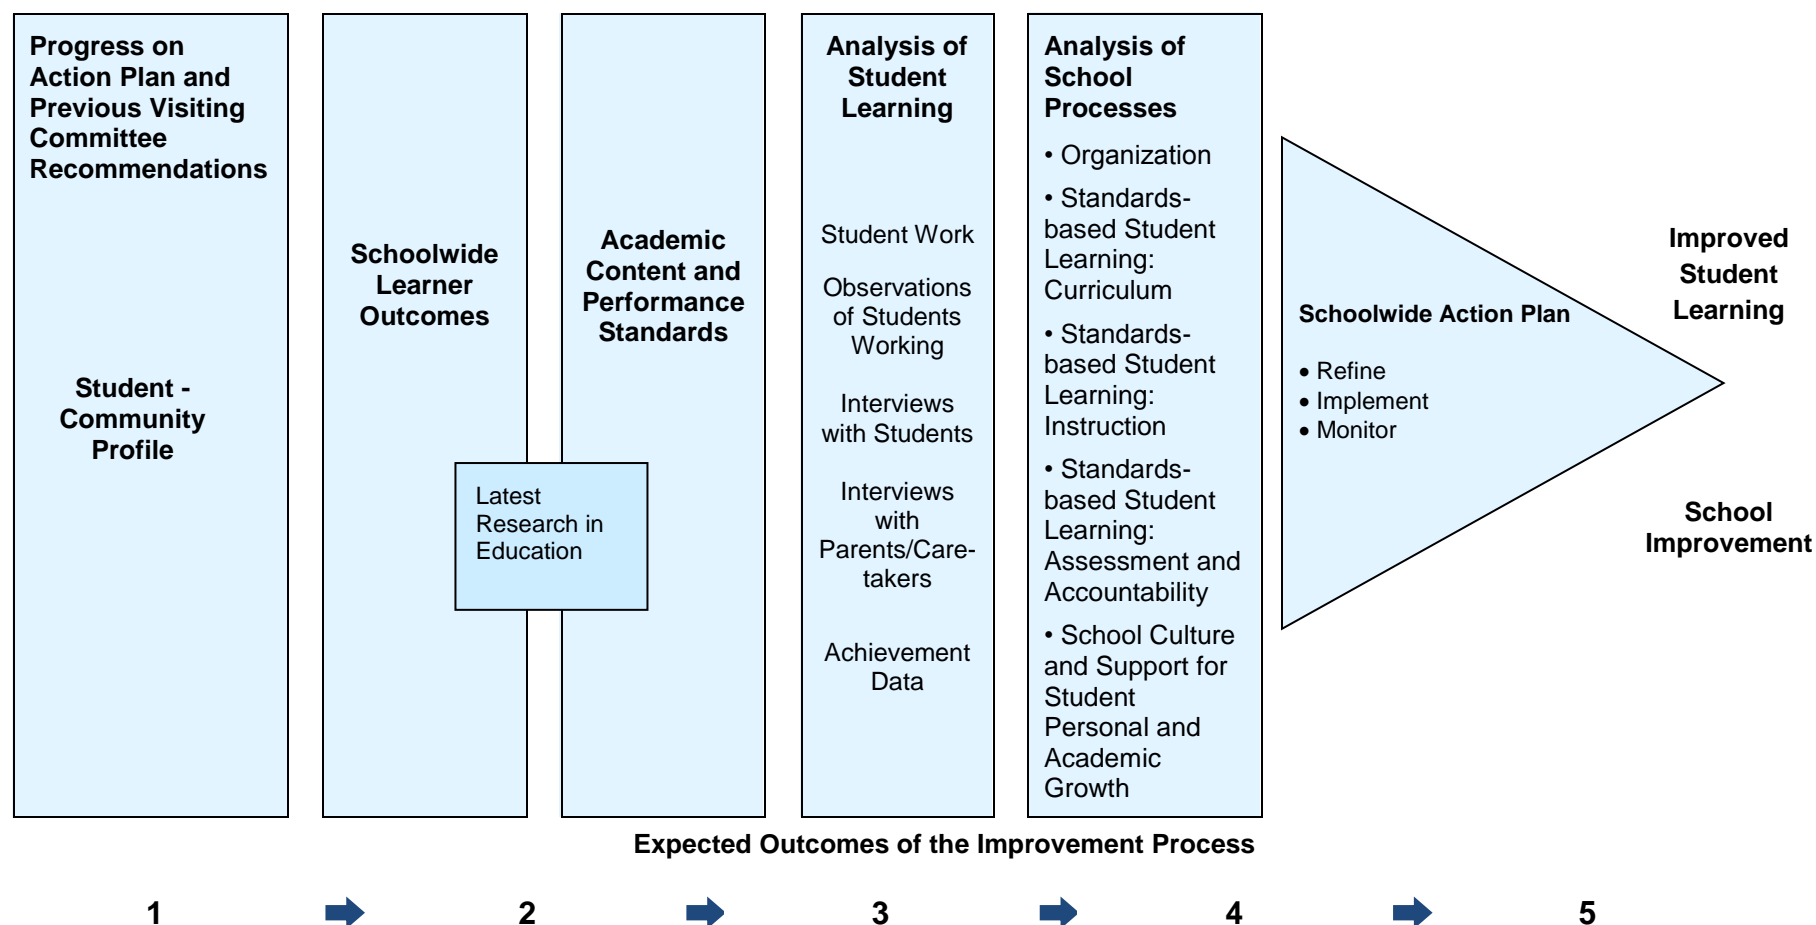 Progress on
Action Plan and
Previous Visiting
Committee
Recommendations
Student -
Community
Profile
Schoolwide
Learner
Outcomes
Academic
Content and
Performance
Standards
Latest
Research in
Education
Analysis of
Student
Learning
Student Work
Observations
of Students
Working
Interviews
with Students
Interviews
with
Parents/Care-
takers
Achievement
Data
Analysis of
School
Processes
• Organization
• Standards-
based Student
Learning:
Curriculum
• Standards-
based Student
Learning:
Instruction
• Standards-
based Student
Learning:
Assessment and
Accountability
• School Culture
and Support for
Student
Personal and
Academic
Growth
Schoolwide Action Plan
• Refine
• Implement
• Monitor
Improved
Student
Learning
School
Improvement
Expected Outcomes of the Improvement Process
1 2 3 4 5